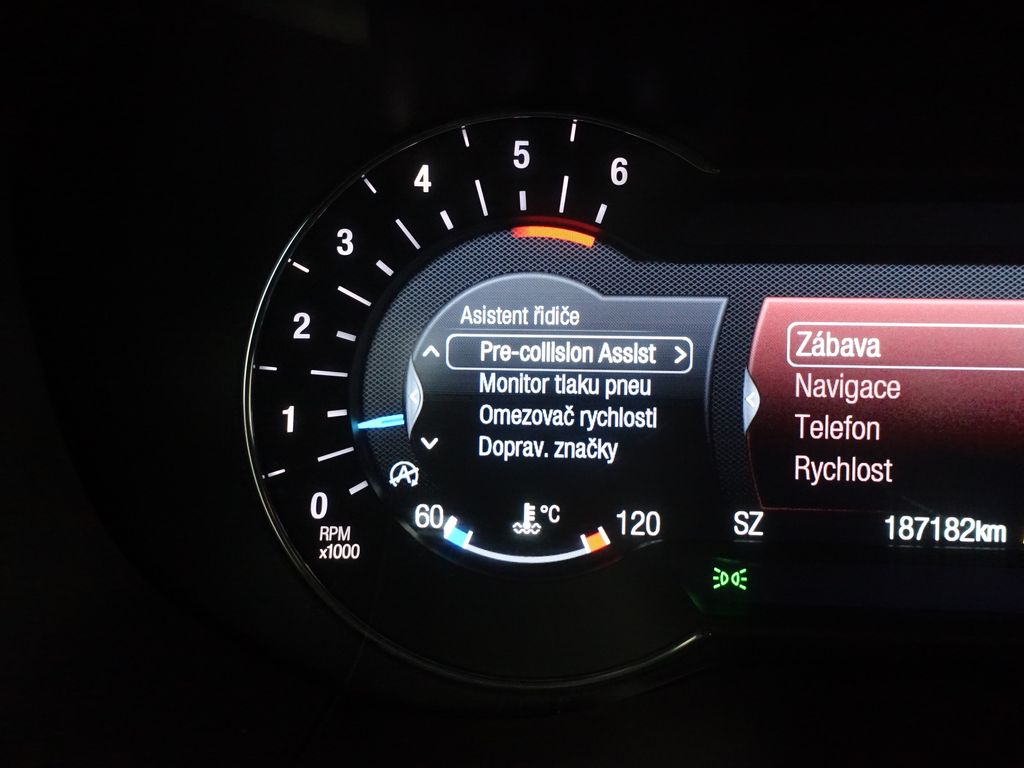 6
5
4
3
2
1
0
RPM
x1000
Asistent řidiče
Pre-collision Assist
Monitor tlaku pneu
Omezovač rychlosti
Doprav. značky
60
°C
120
Zábava
Navigace
Telefon
Rychlost
SZ
187182km